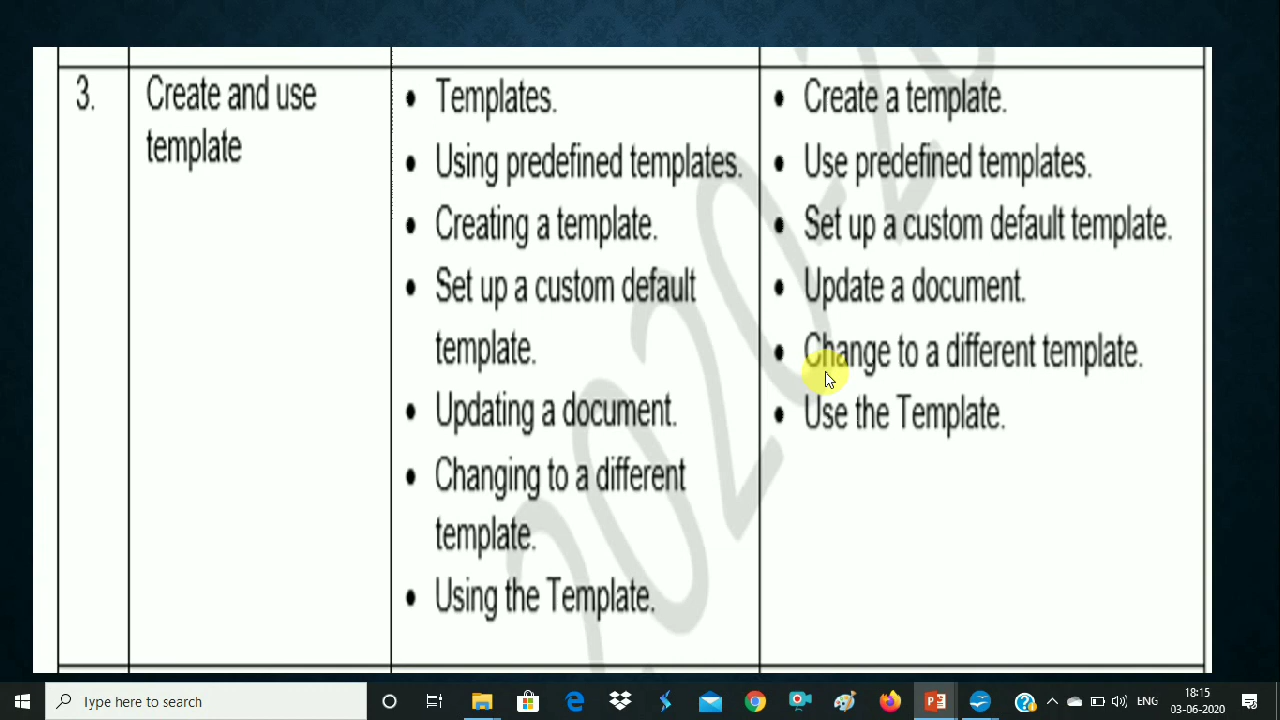 3.
Create and use
template
• Templates.
• Using predefined templates.
• Creating a template.
• Set up a custom default
template.
• Updating a document.
• Changing to a different
template.
• Using the Template.
• Create a template.
• Use predefined templates.
• Set up a custom default template.
• Update a document.
• Change to a different template.
• Use the Template.
2020-2
Type here to search
ENG
18:15
03-06-2020